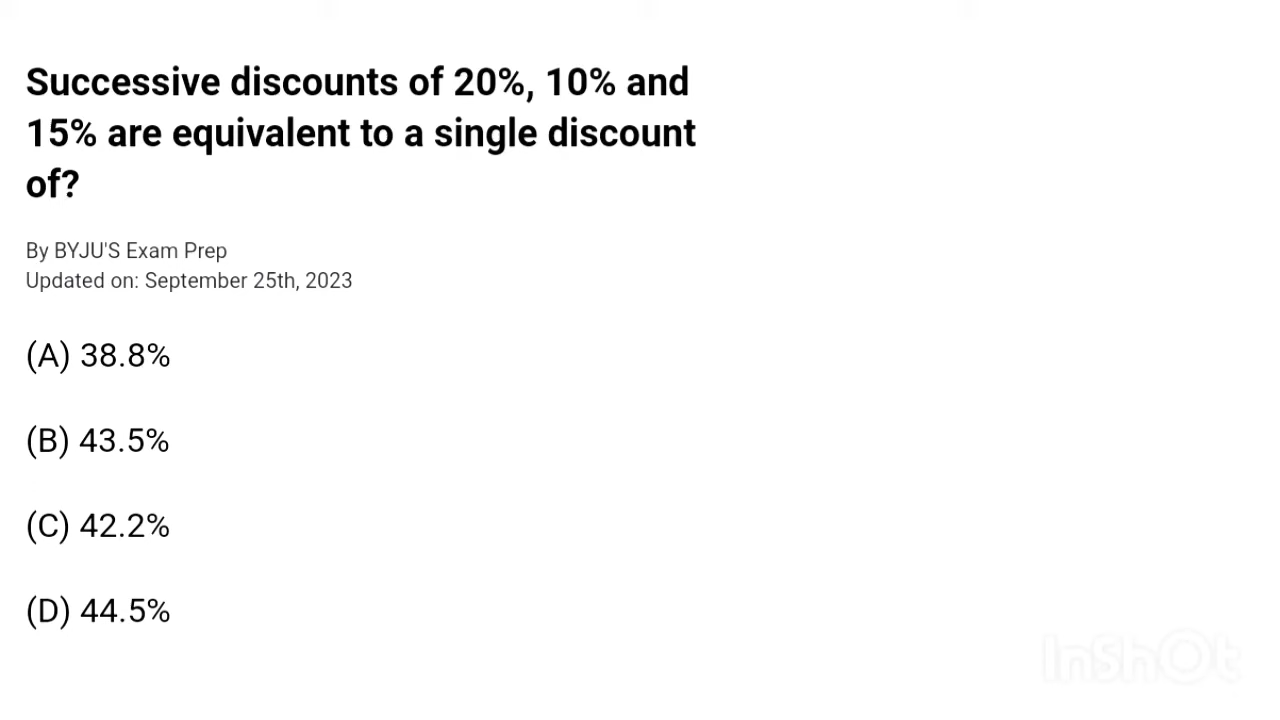 Successive discounts of 20%, 10% and
15% are equivalent to a single discount
of?
By BYJU'S Exam Prep
Updated on: September 25th, 2023
(A) 38.8%
(B) 43.5%
(C) 42.2%
(D) 44.5%
InShOt